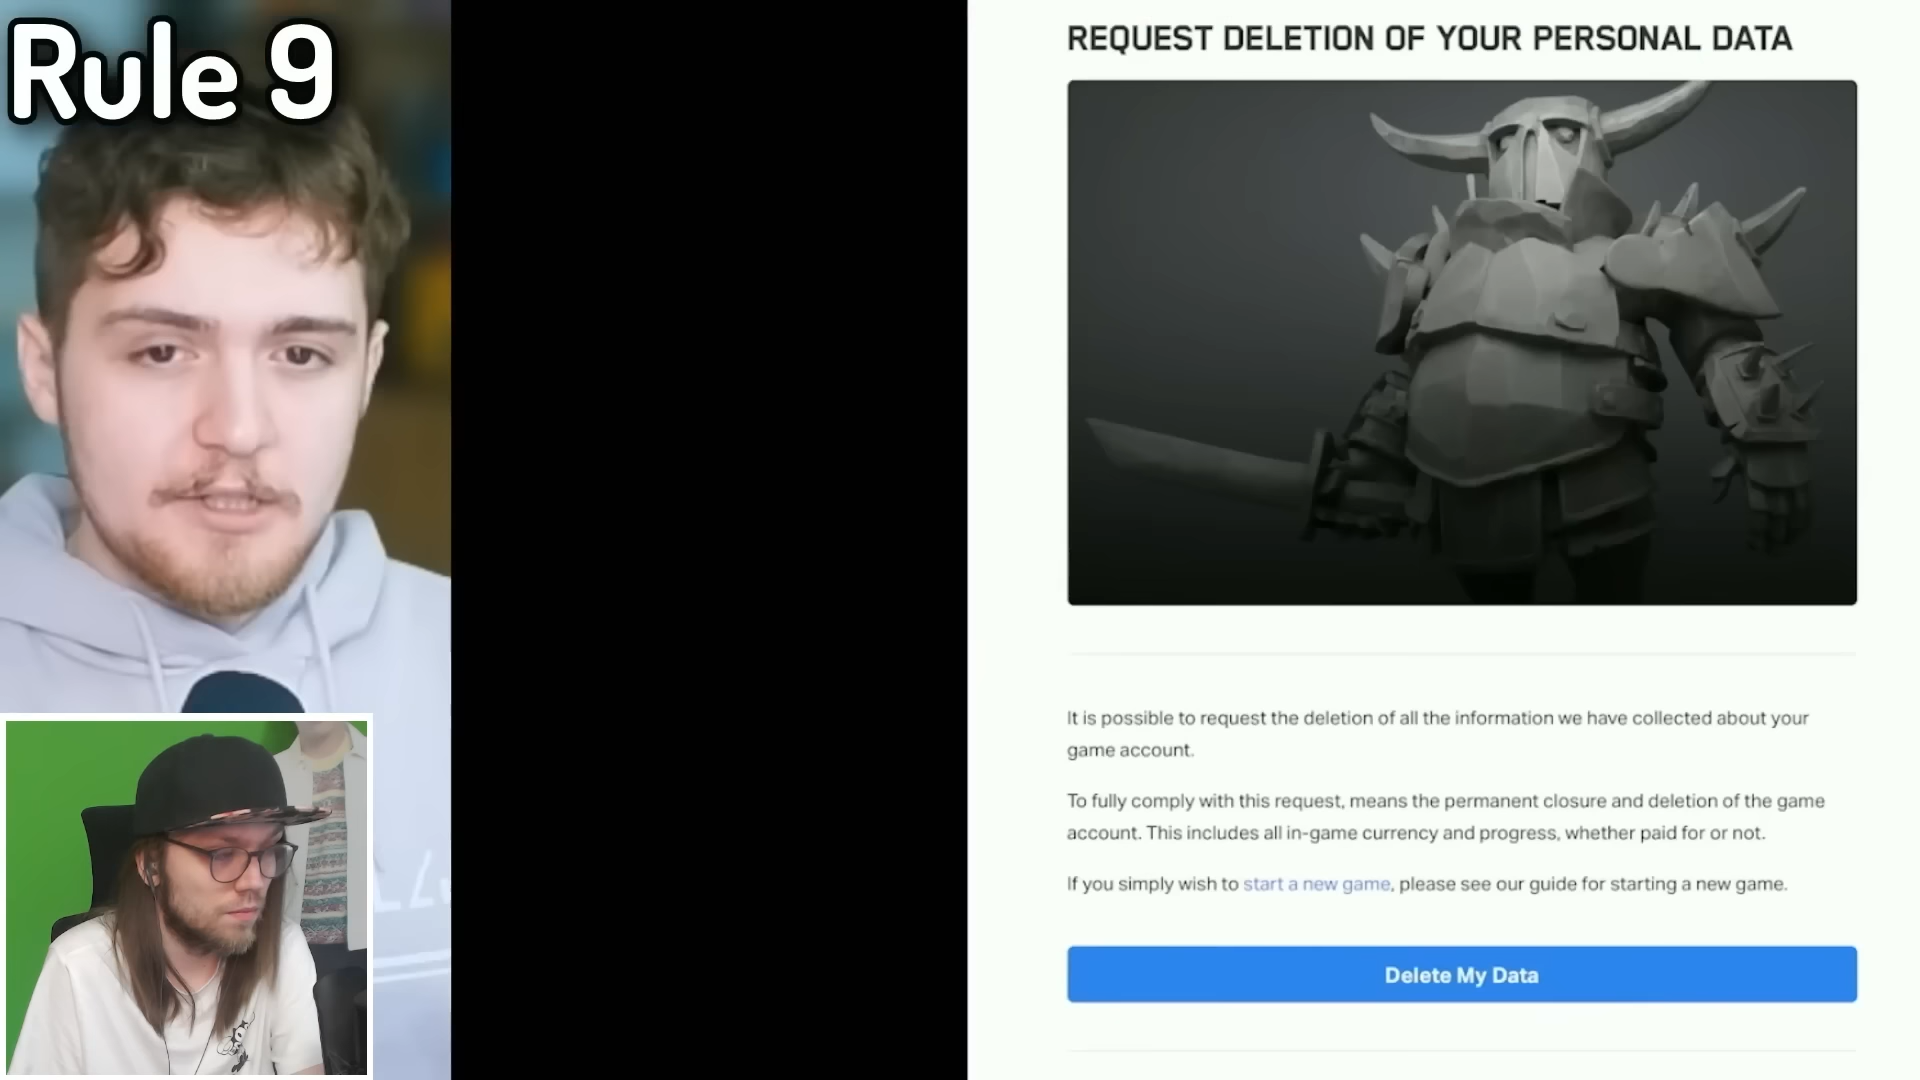 Rule 9
REQUEST DELETION OF YOUR PERSONAL DATA
It is possible to request the deletion of all the information we have collected about your
game account.
To fully comply with this request, means the permanent closure and deletion of the game
account. This includes all in-game currency and progress, whether paid for or not.
If you simply wish to start a new game, please see our guide for starting a new game.
Delete My Data